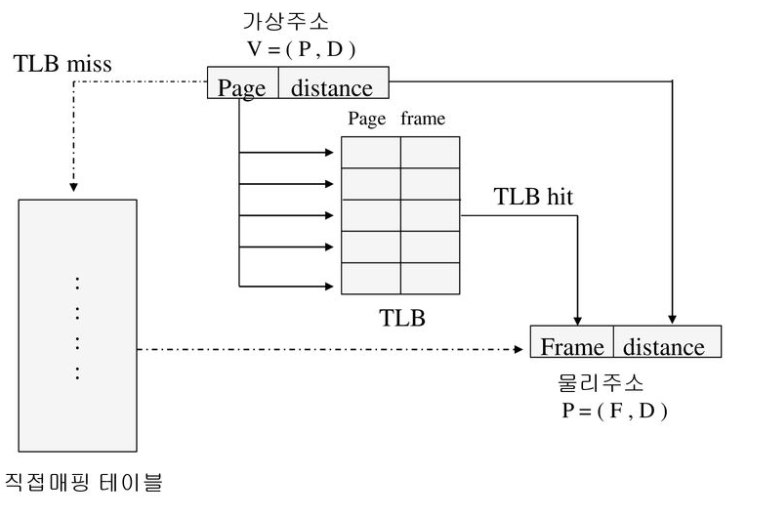 가상주소
V = ( P , D )
TLB miss
Page distance
Page frame
TLB hit
TLB
Frame distance
물리주소
P = ( F , D )
직접매핑 테이블